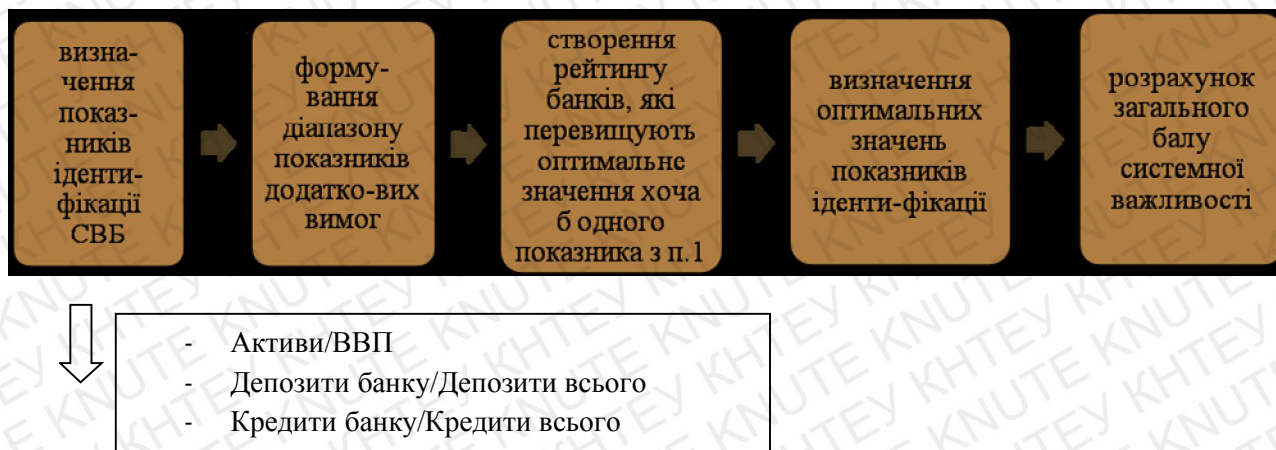 визна-
чення
показ-
ників
іденти-
фікації
СВБ
форму-
вання
діапазону
показників
додатко-вих
вимог
створення
рейтингу
банків, які
перевищують
оптимальне
значення хоча
б одного
показника з п.1
визначення
оптимальних
значень
показників
іденти-фікації
розрахунок
загального
балу
системної
важливості
- Активи/ВВП
- Депозити банку/Депозити всього
- Кредити банку/Кредити всього